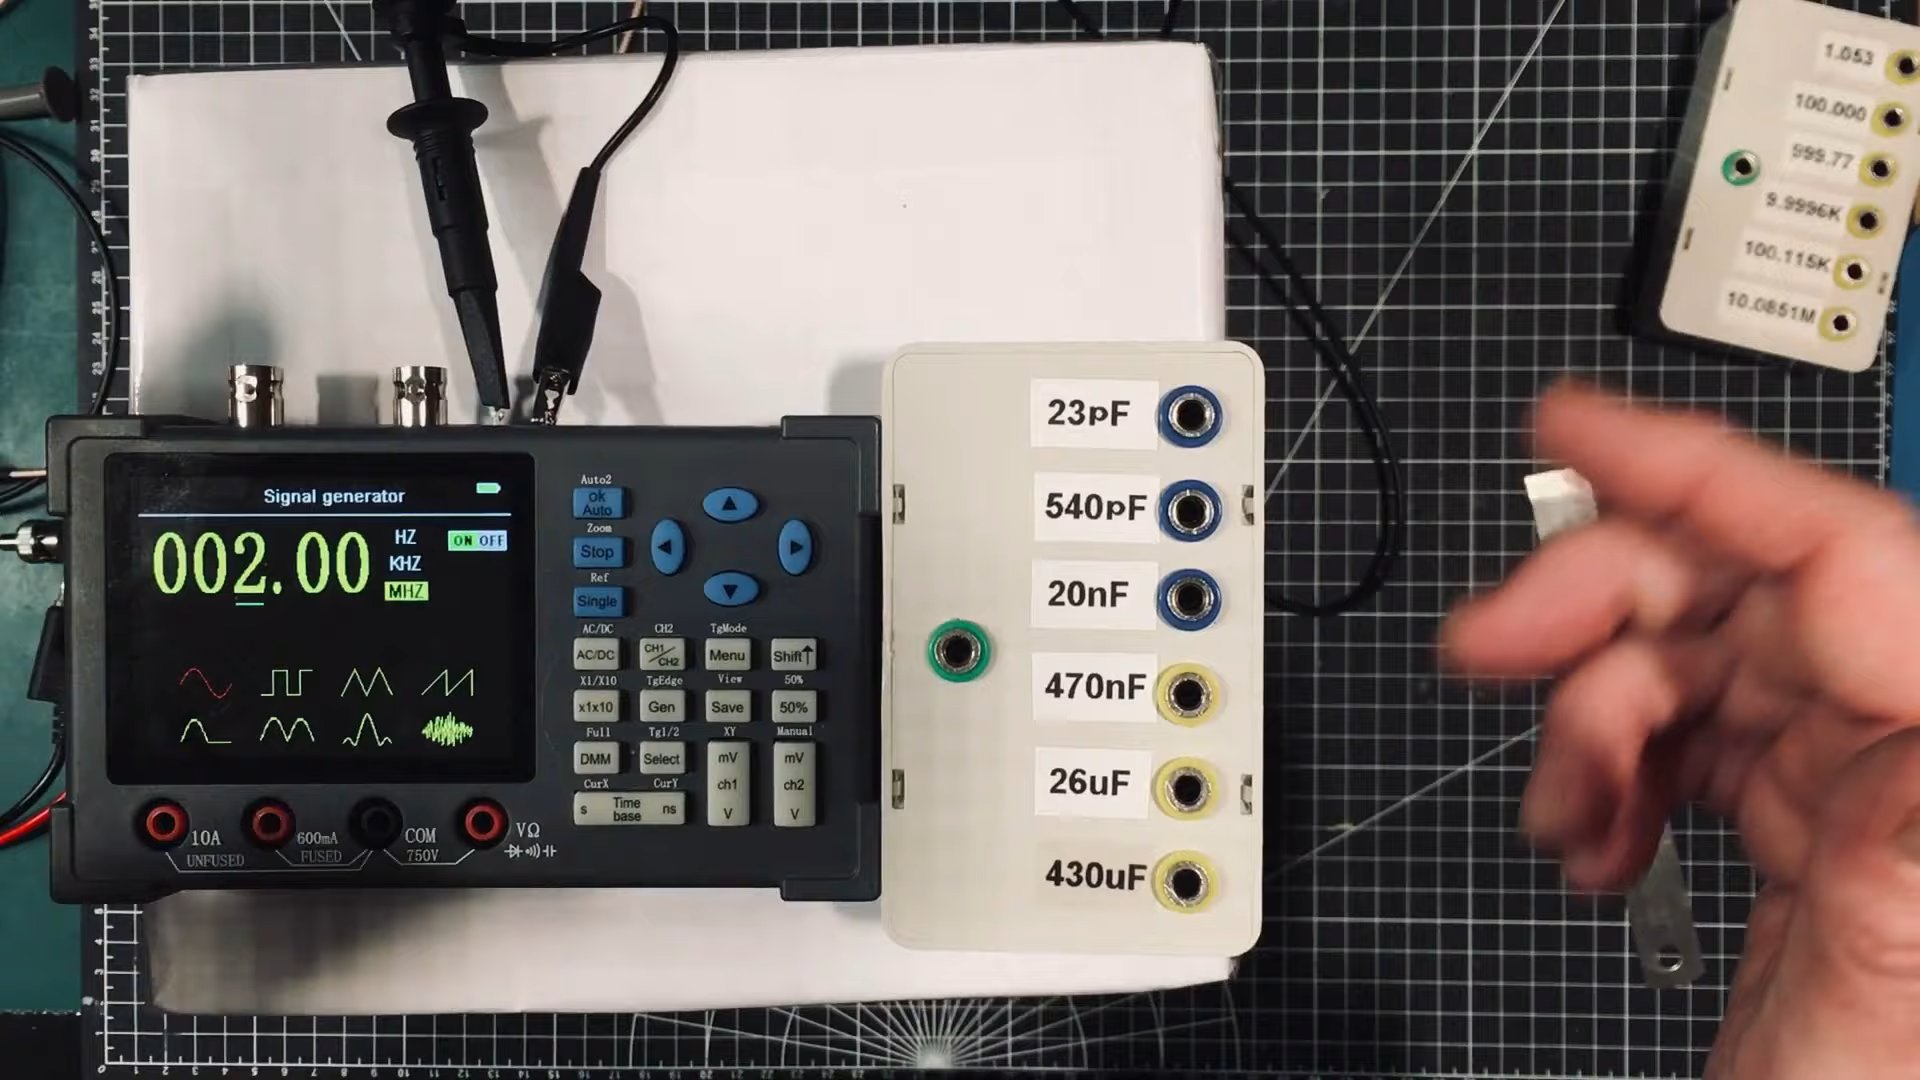 Signal generator
002.00
HZ
KHZ
MHZ
ON OFF
Auto2
ok
Auto
Zoom
Stop
Ref
Single
AC/DC CH2 TgMode
AC/DC CH1/CH2 Menu Shift↑
X1/X10 TgEdge View 50%
x1x10 Gen Save 50%
Full Tg1/2 XY Manual
DMM Select mV mV
CurX CurY
s Time base ns ch1 ch2
V V
10A
UNFUSED
600mA
FUSED
COM
750V
VΩ
23pF
540pF
20nF
470nF
26uF
430uF
1.053
100.000
999.77
9.9996K
100.115K
10.0851M